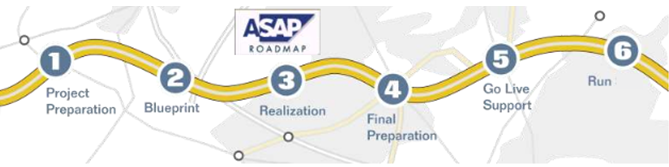 ASAP
ROADMAP
1
Project
Preparation
2
Blueprint
3
Realization
4
Final
Preparation
5
Go Live
Support
6
Run